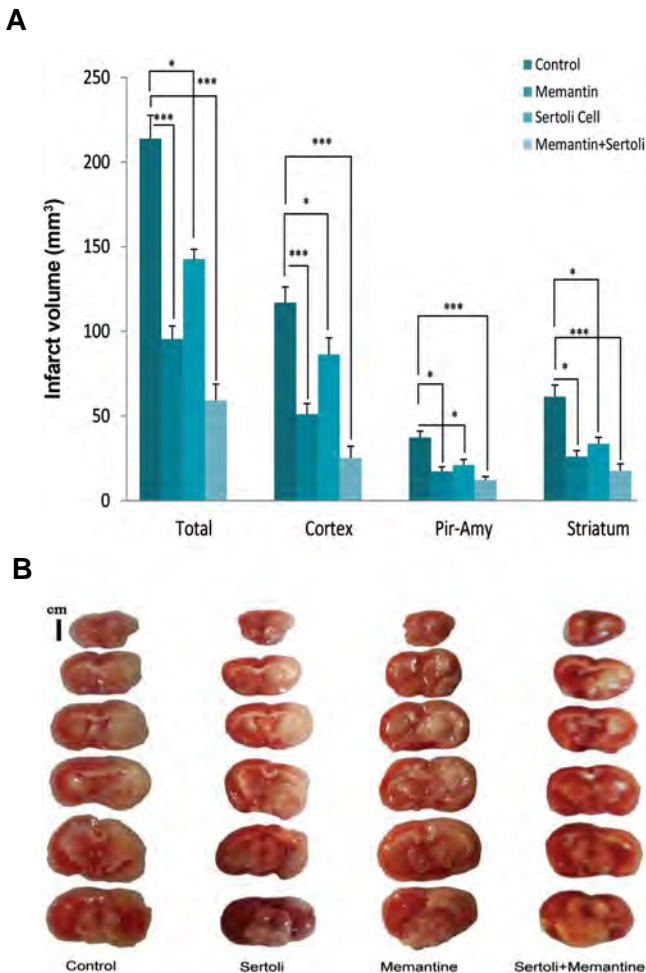 A
Infarct volume (mm³)
250
200
150
100
50
0
Control
Memantin
Sertoli Cell
Memantin+Sertoli
*
***
***
***
*
***
***
*
*
*
***
*
Total
Cortex
Pir-Amy
Striatum
B
cm
Control
Sertoli
Memantine
Sertoli+Memantine